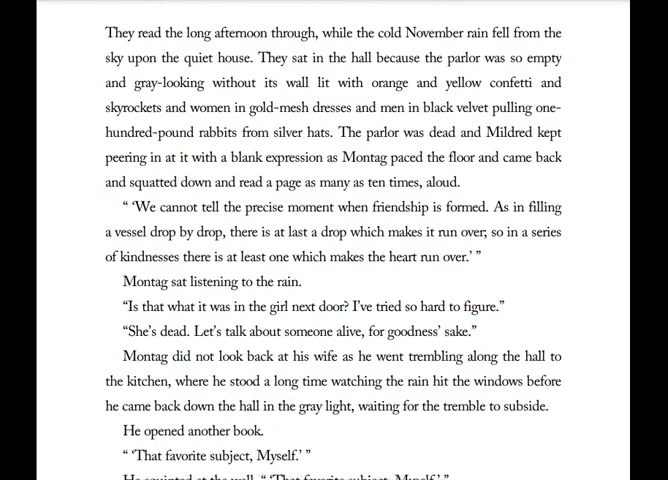 They read the long afternoon through, while the cold November rain fell from the
sky upon the quiet house. They sat in the hall because the parlor was so empty
and gray-looking without its wall lit with orange and yellow confetti and
skyrockets and women in gold-mesh dresses and men in black velvet pulling one-
hundred-pound rabbits from silver hats. The parlor was dead and Mildred kept
peering in at it with a blank expression as Montag paced the floor and came back
and squatted down and read a page as many as ten times, aloud.
“ ‘We cannot tell the precise moment when friendship is formed. As in filling
a vessel drop by drop, there is at last a drop which makes it run over; so in a series
of kindnesses there is at least one which makes the heart run over.’ ”
Montag sat listening to the rain.
“Is that what it was in the girl next door? I’ve tried so hard to figure.”
“She’s dead. Let’s talk about someone alive, for goodness’ sake.”
Montag did not look back at his wife as he went trembling along the hall to
the kitchen, where he stood a long time watching the rain hit the windows before
he came back down the hall in the gray light, waiting for the tremble to subside.
He opened another book.
“ ‘That favorite subject, Myself.’ ”
He squinted at the wall. “ ‘That favorite subject, Myself.’ ”